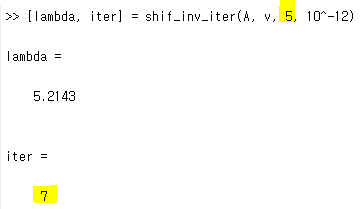 >> [lambda, iter] = shif_inv_iter(A, v, 5, 10^-12)
lambda =
5.2143
iter =
7